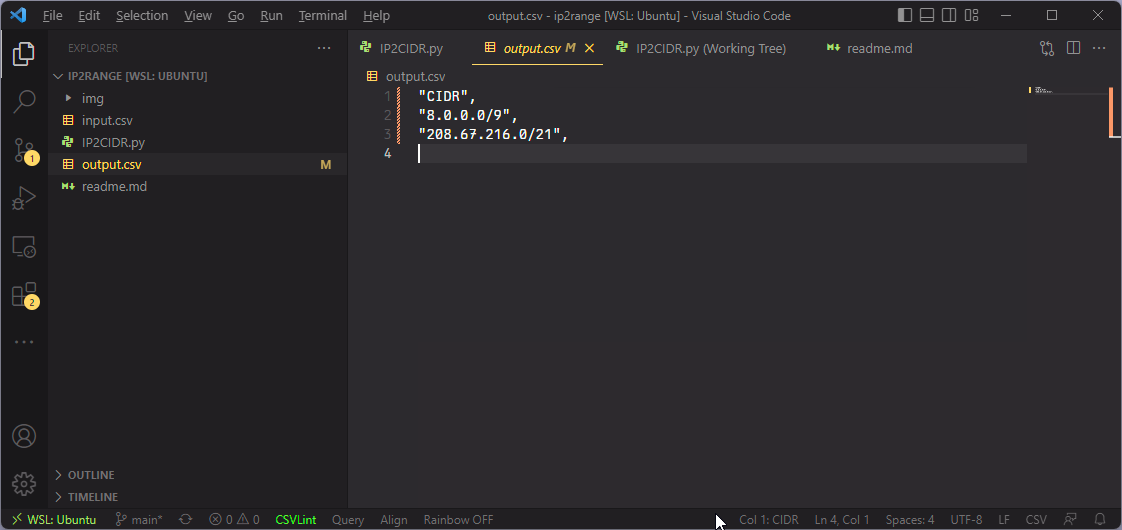 File Edit Selection View Go Run Terminal Help
output.csv - ip2range [WSL: Ubuntu] - Visual Studio Code
EXPLORER
IP2RANGE [WSL: UBUNTU]
img
input.csv
IP2CIDR.py
output.csv M
readme.md
OUTLINE
TIMELINE
1
2
IP2CIDR.py output.csv M IP2CIDR.py (Working Tree) readme.md
output.csv
1 "CIDR",
2 "8.0.0.0/9",
3 "208.67.216.0/21",
4
WSL: Ubuntu main* 0 0 CSVLint Query Align Rainbow OFF Col 1: CIDR Ln 4, Col 1 Spaces: 4 UTF-8 LF CSV